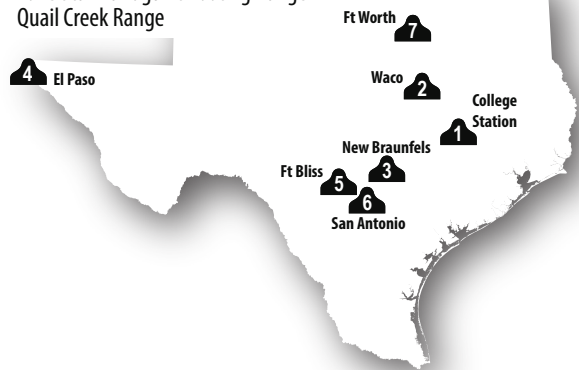 Quail Creek Range
Ft Worth
7
4
El Paso
Waco
2
College
Station
1
New Braunfels
3
Ft Bliss
5
6
San Antonio